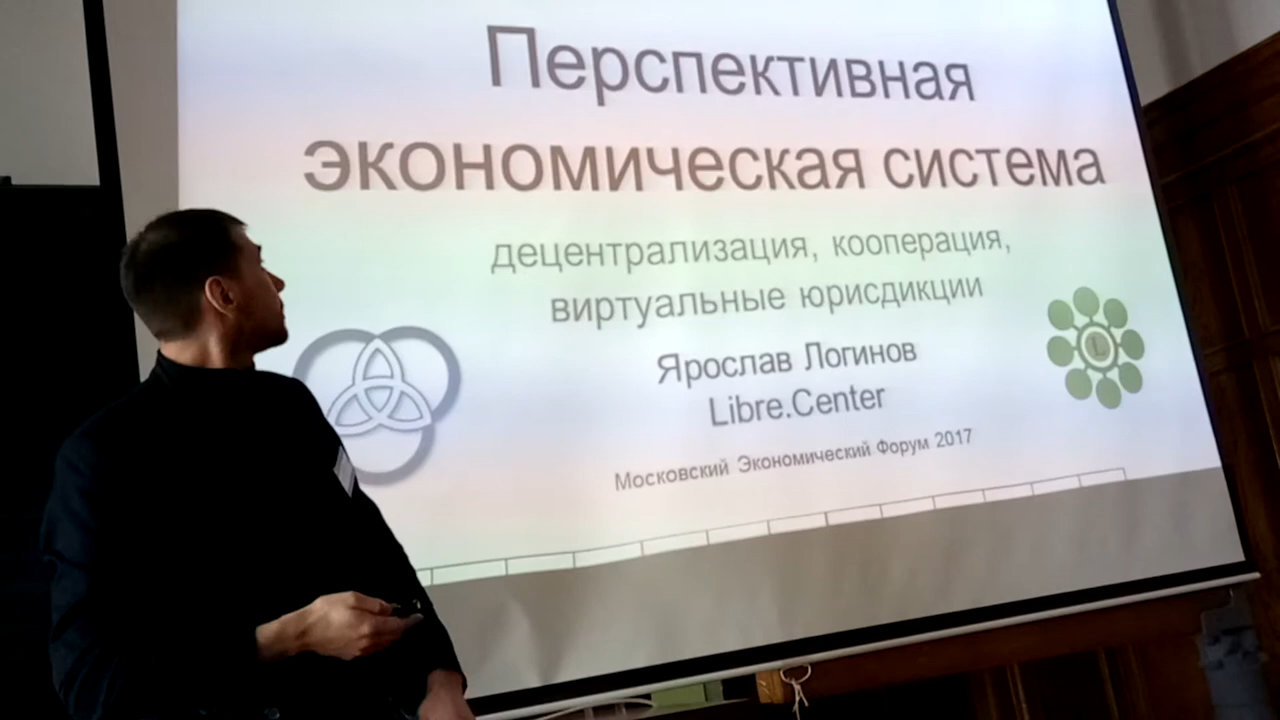 Перспективная
экономическая система
децентрализация, кооперация,
виртуальные юрисдикции
Ярослав Логинов
Libre.Center
Московский Экономический Форум 2017
L